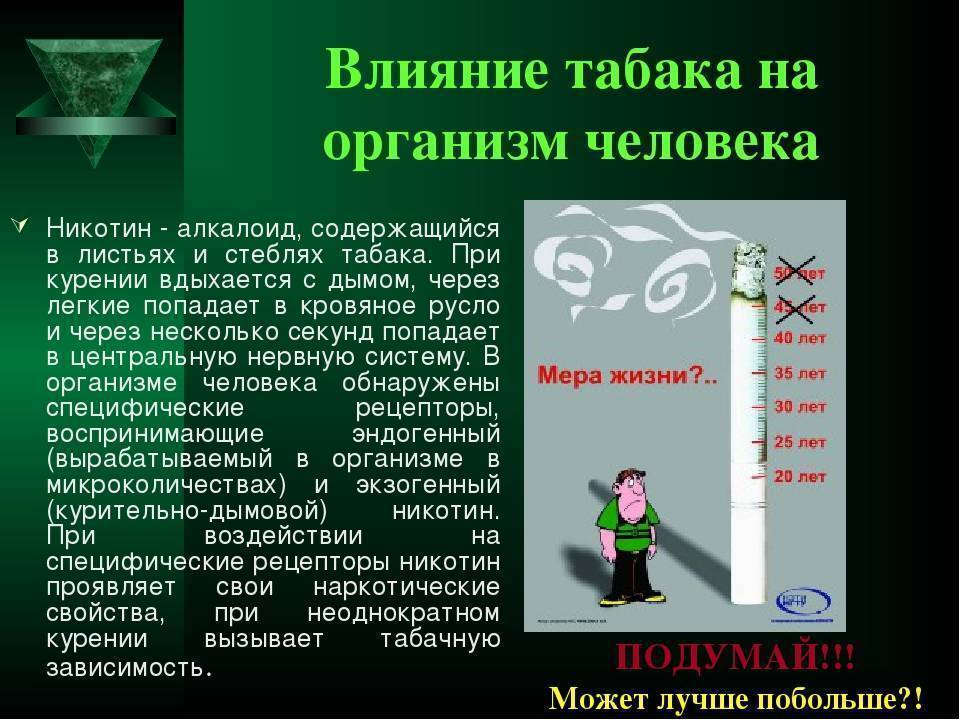 Влияние табака на
организм человека
Никотин - алкалоид, содержащийся
в листьях и стеблях табака. При
курении вдыхается с дымом, через
легкие попадает в кровяное русло
и через несколько секунд попадает
в центральную нервную систему. В
организме человека обнаружены
специфические рецепторы,
воспринимающие эндогенный
(вырабатываемый в организме в
микроколичествах) и экзогенный
(курительно-дымовой) никотин.
При воздействии на
специфические рецепторы никотин
проявляет свои наркотические
свойства, при неоднократном
курении вызывает табачную
зависимость.
Мера жизни?..
50 лет
45 лет
40 лет
35 лет
30 лет
25 лет
20 лет
ПОДУМАЙ!!!
Может лучше побольше?!